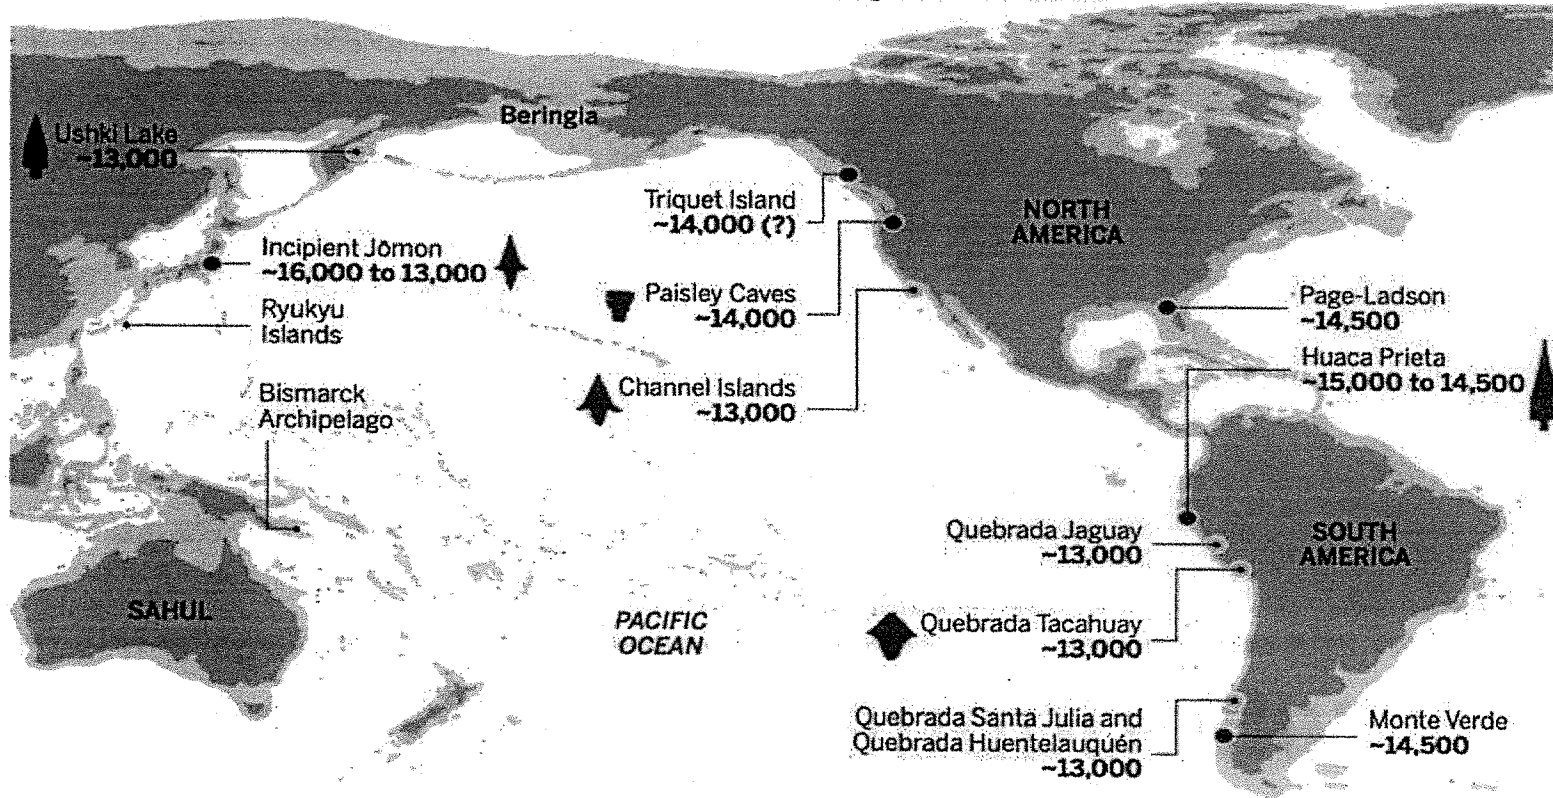 Beringia
Ushki Lake
~13,000
Triquet Island
~14,000 (?)
NORTH
AMERICA
Incipient Jōmon
~16,000 to 13,000
Paisley Caves
~14,000
Page-Ladson
~14,500
Ryukyu
Islands
Huaca Prieta
~15,000 to 14,500
Channel Islands
~13,000
Bismarck
Archipelago
Quebrada Jaguay
~13,000
SOUTH
AMERICA
SAHUL
PACIFIC
OCEAN
Quebrada Tacahuay
~13,000
Quebrada Santa Julia and
Quebrada Huentelauquén
~13,000
Monte Verde
~14,500